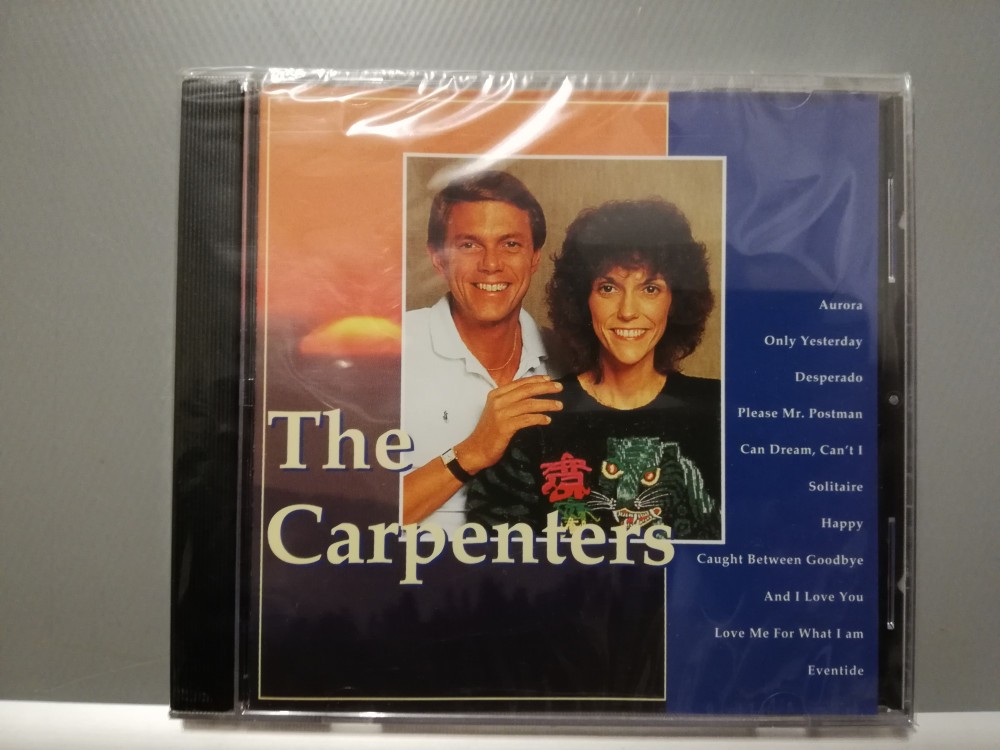 The
Carpenters
Aurora
Only Yesterday
Desperado
Please Mr. Postman
Can Dream, Can't I
Solitaire
Happy
Caught Between Goodbye
And I Love You
Love Me For What I am
Eventide